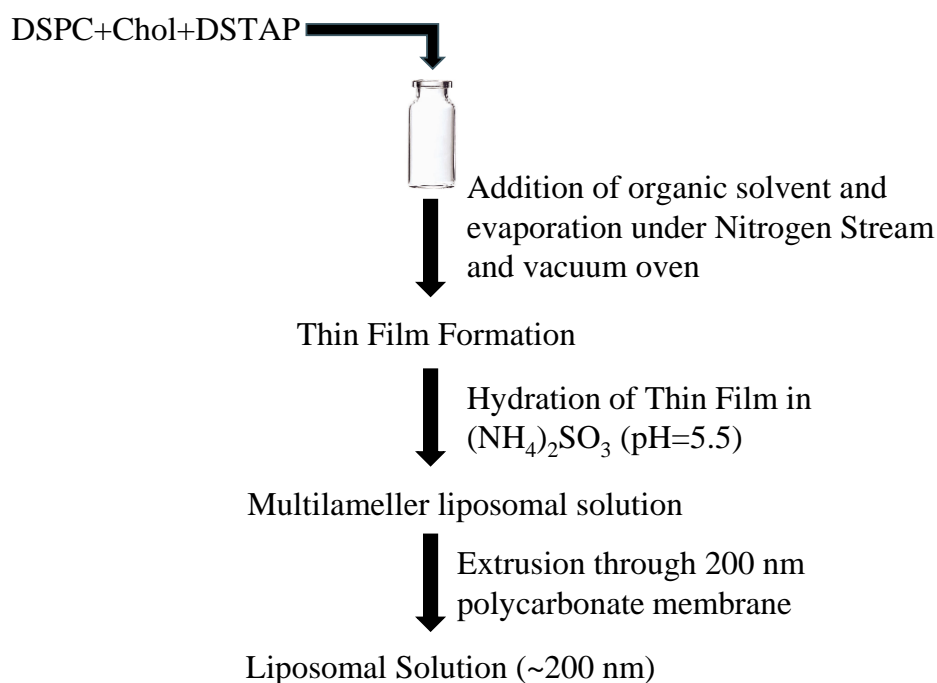 DSPC+Chol+DSTAP
Addition of organic solvent and
evaporation under Nitrogen Stream
and vacuum oven
Thin Film Formation
Hydration of Thin Film in
(NH₄)₂SO₃ (pH=5.5)
Multilameller liposomal solution
Extrusion through 200 nm
polycarbonate membrane
Liposomal Solution (~200 nm)